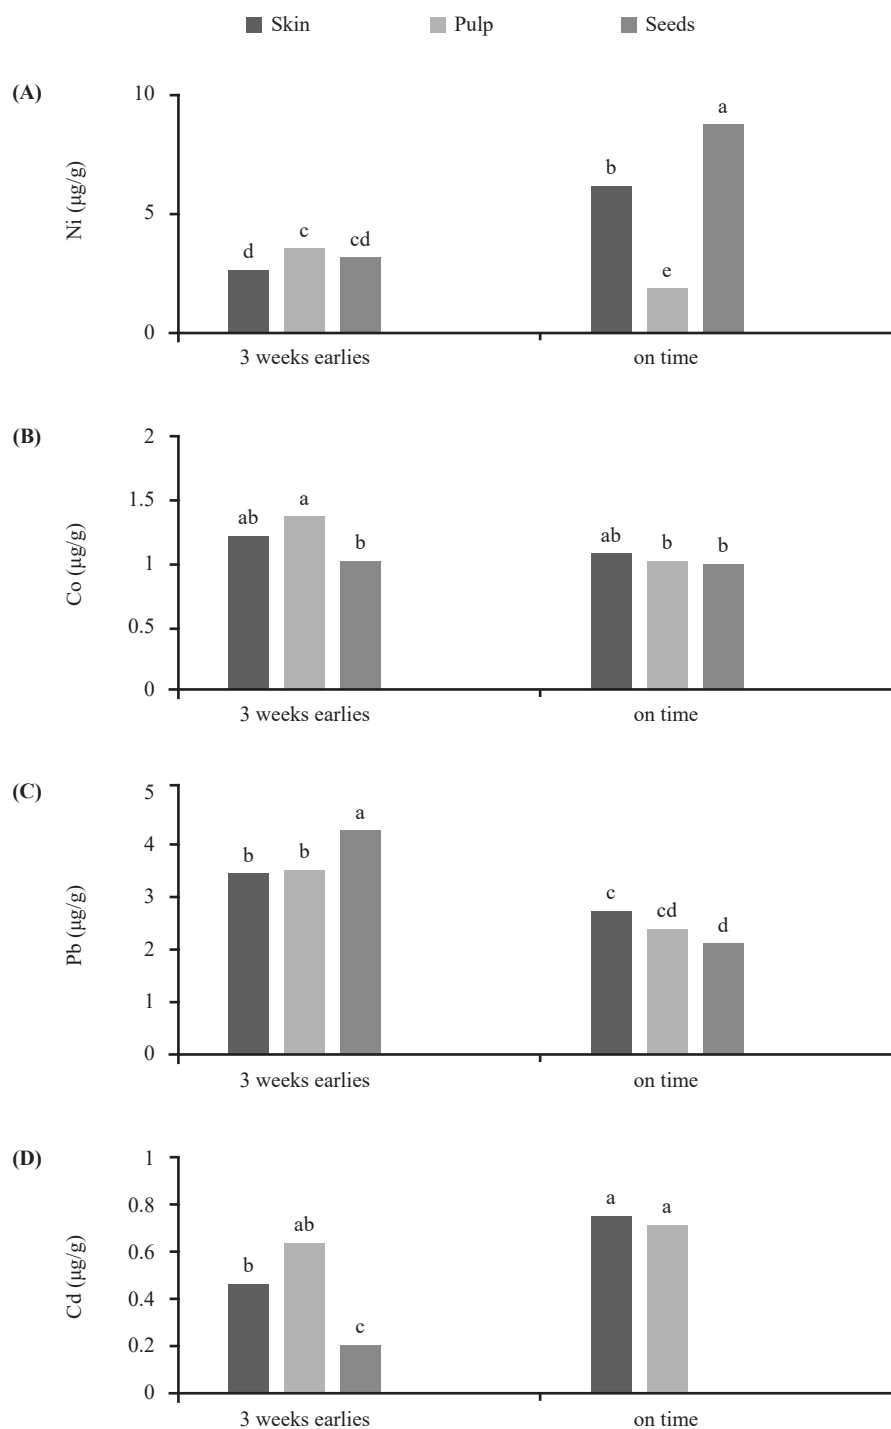 Skin Pulp Seeds
(A)
Ni (µg/g)
10
5
0
d c cd b e a
3 weeks earlies on time
(B)
Co (µg/g)
2
1.5
1
0.5
0
ab a b ab b b
3 weeks earlies on time
(C)
Pb (µg/g)
5
4
3
2
1
0
b b a c cd d
3 weeks earlies on time
(D)
Cd (µg/g)
1
0.8
0.6
0.4
0.2
0
b ab c a a
3 weeks earlies on time